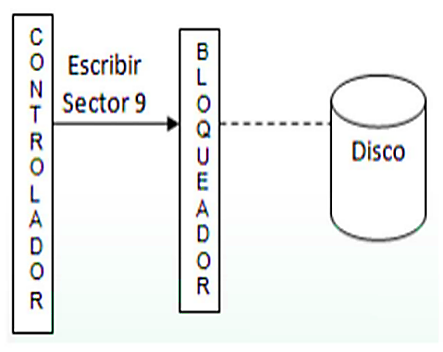 CONTROLADOR
Escribir
Sector 9
BLOQUEADOR
Disco